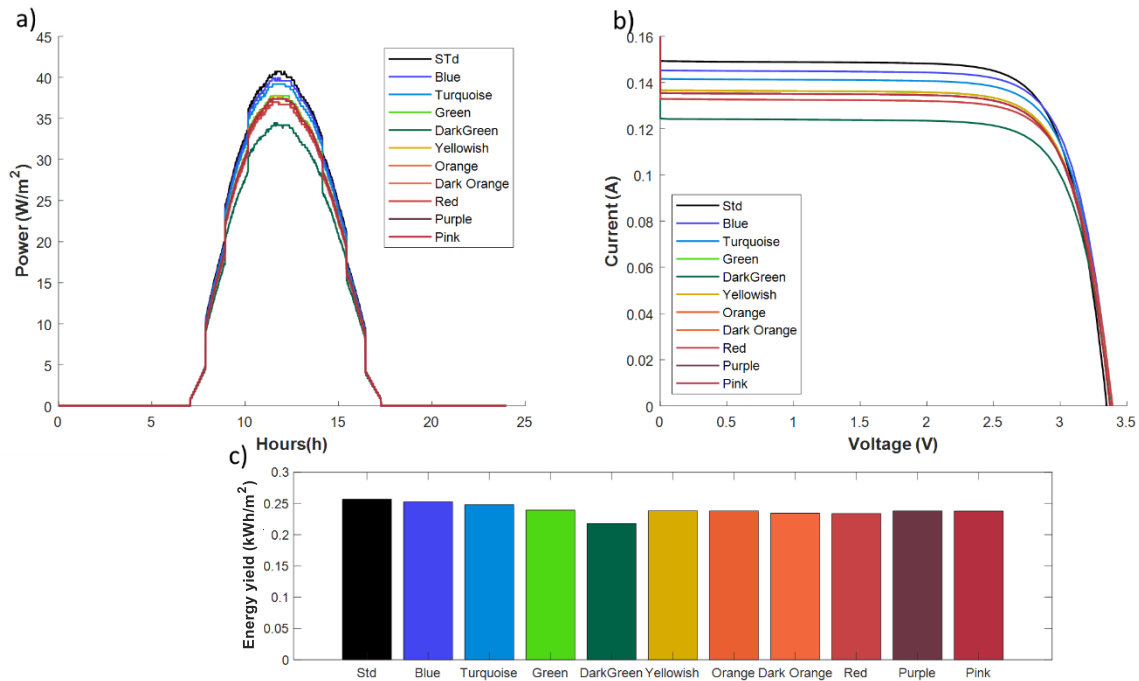 a)
45
40
35
30
25
20
15
10
5
0
Power (W/m²)
0 5 10 15 20 25
Hours(h)
STd
Blue
Turquoise
Green
DarkGreen
Yellowish
Orange
Dark Orange
Red
Purple
Pink
b)
0.16
0.14
0.12
0.1
0.08
0.06
0.04
0.02
0
Current (A)
0 0.5 1 1.5 2 2.5 3 3.5
Voltage (V)
Std
Blue
Turquoise
Green
DarkGreen
Yellowish
Orange
Dark Orange
Red
Purple
Pink
c)
0.3
0.25
0.2
0.15
0.1
0.05
0
Energy yield (kWh/m²)
Std Blue Turquoise Green DarkGreen Yellowish Orange Dark Orange Red Purple Pink